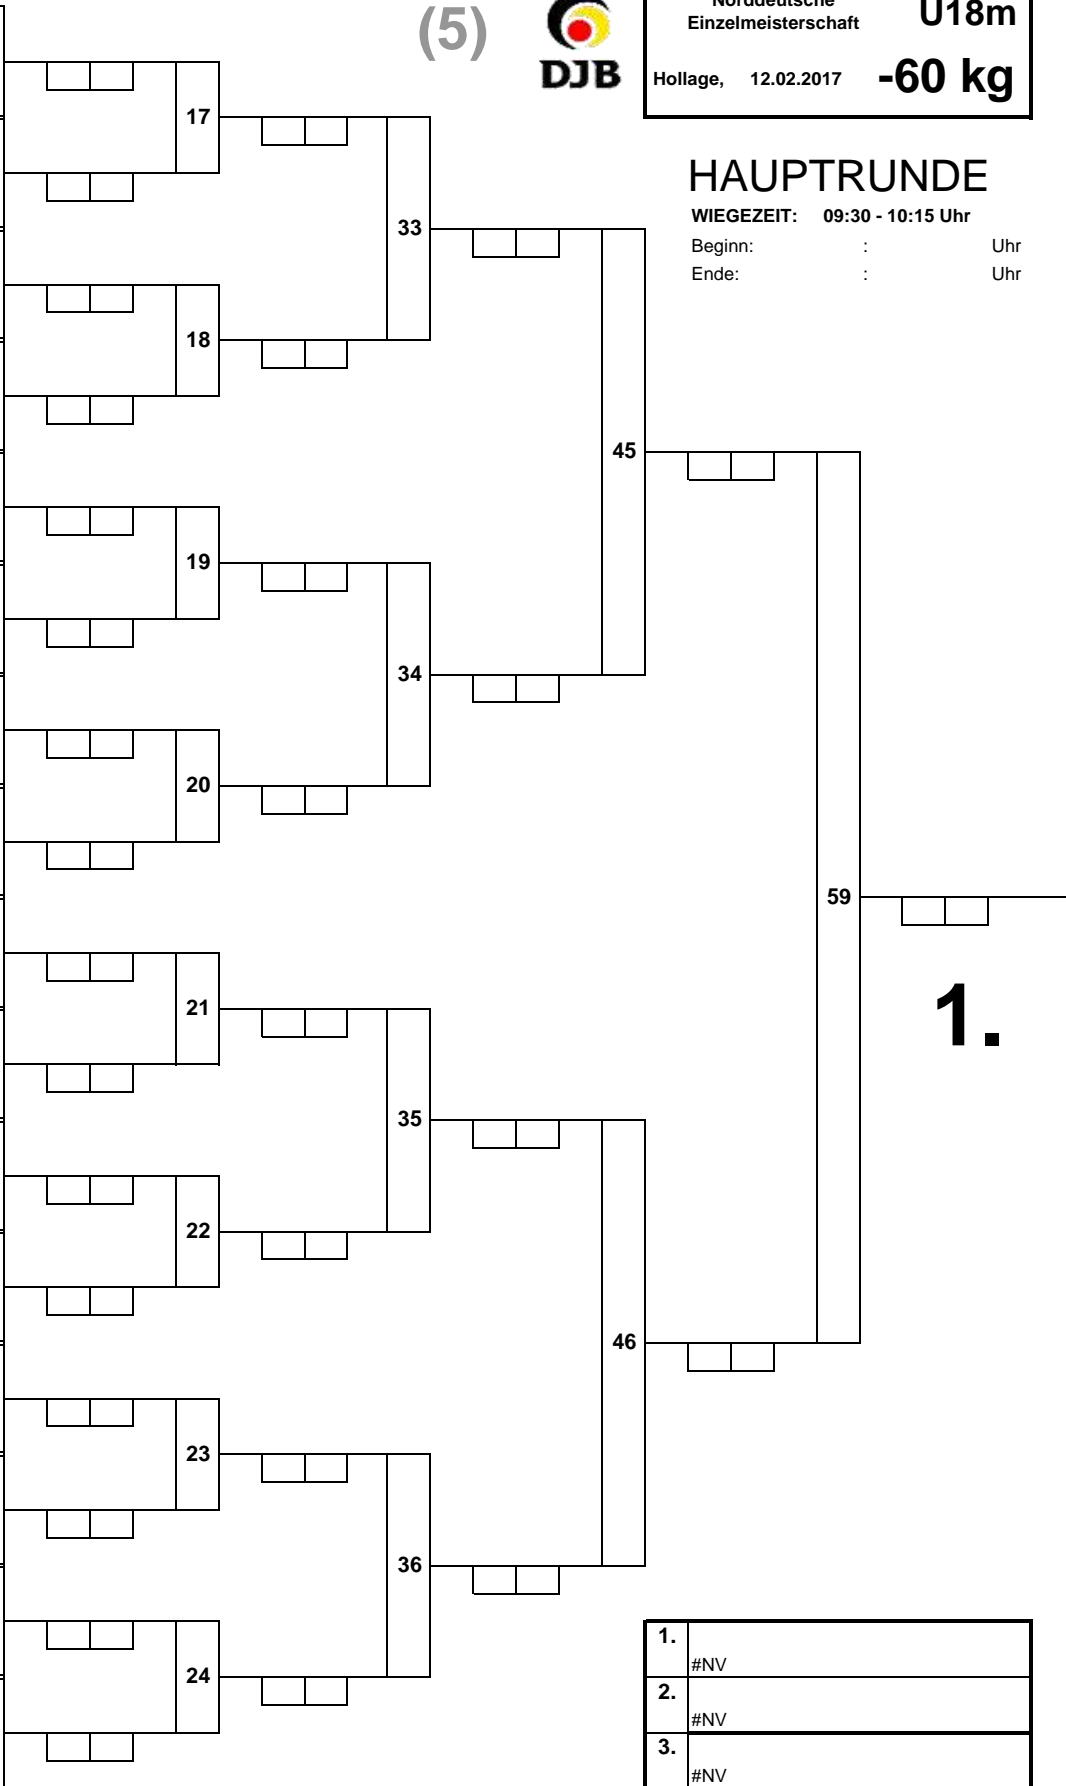 (5)
DJB
Norddeutsche
Einzelmeisterschaft
U18m
Hollage, 12.02.2017 -60 kg
HAUPTRUNDE
WIEGEZEIT: 09:30 - 10:15 Uhr
Beginn: : Uhr
Ende: : Uhr
17
33
18
45
19
34
20
59
21
1.
35
22
46
23
36
24
1.
#NV
2.
#NV
3.
#NV